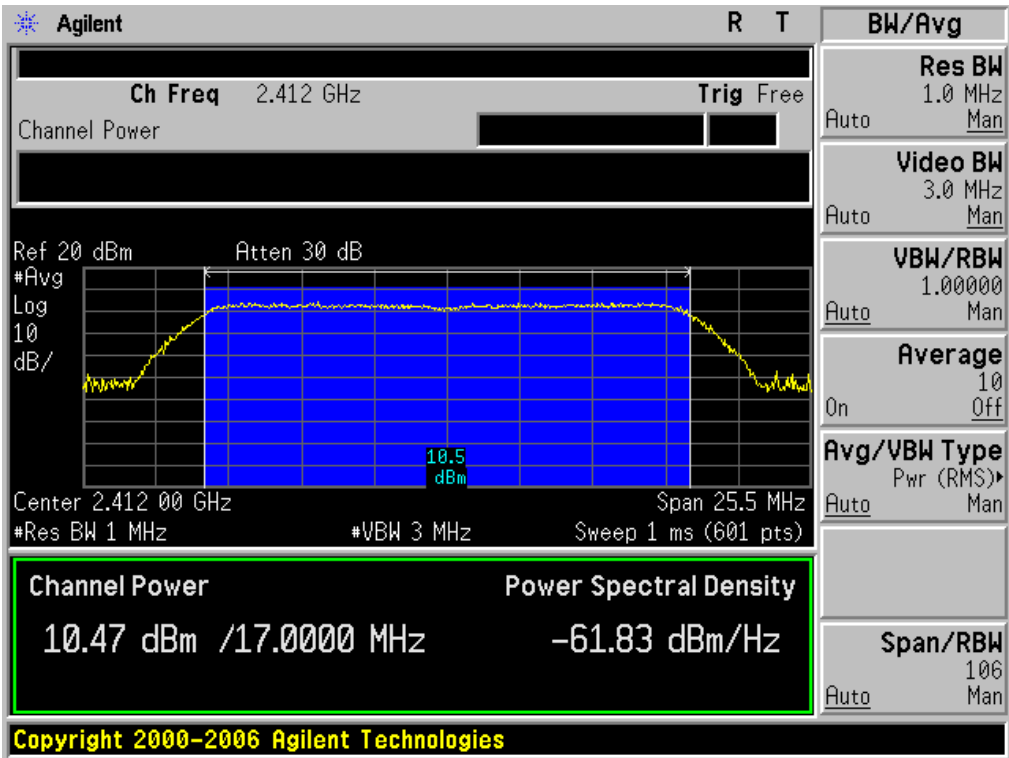 Agilent R T
Ch Freq 2.412 GHz Trig Free
Channel Power
Ref 20 dBm Atten 30 dB
#Avg
Log
10
dB/
10.5
dBm
Center 2.412 00 GHz Span 25.5 MHz
#Res BW 1 MHz #VBW 3 MHz Sweep 1 ms (601 pts)
Channel Power Power Spectral Density
10.47 dBm /17.0000 MHz -61.83 dBm/Hz
Copyright 2000-2006 Agilent Technologies
BW/Avg
Res BW
1.0 MHz
Auto Man
Video BW
3.0 MHz
Auto Man
VBW/RBW
1.00000
Auto Man
Average
10
On Off
Avg/VBW Type
Pwr (RMS)▸
Auto Man
Span/RBW
106
Auto Man